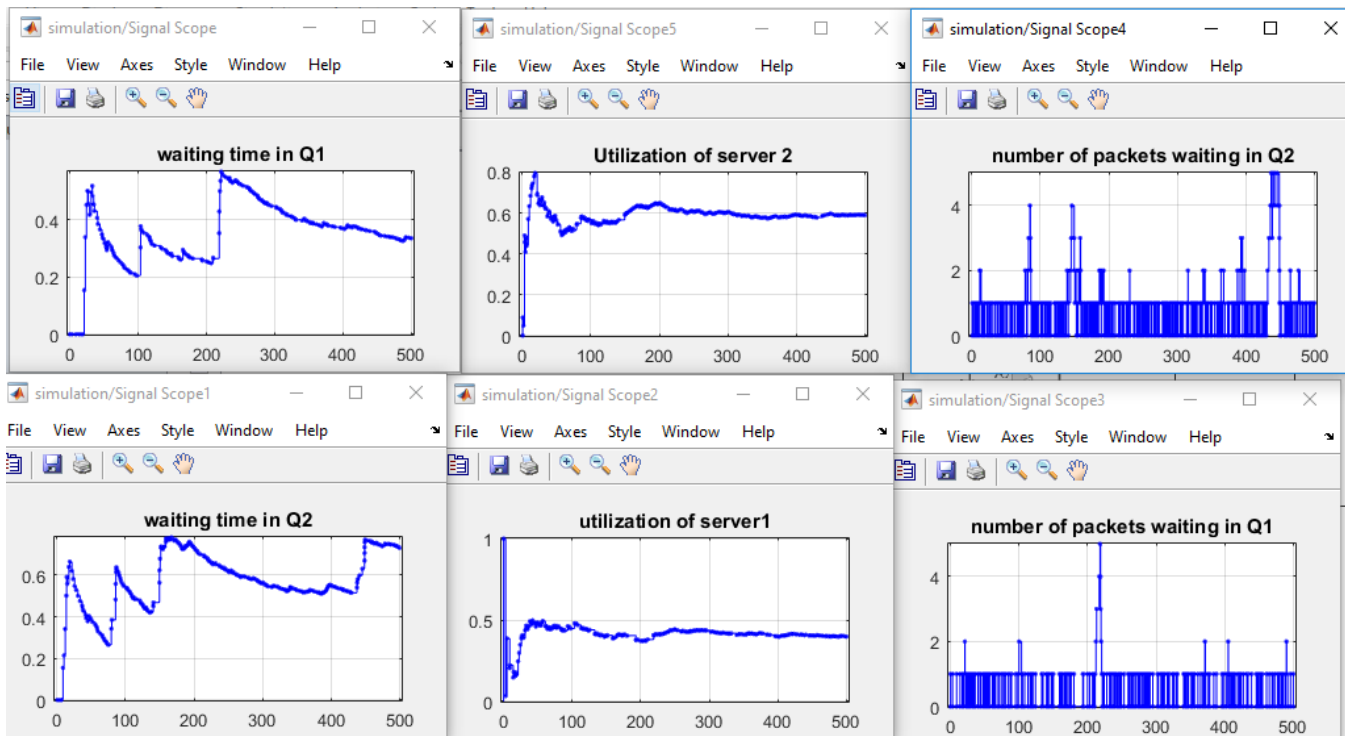 simulation/Signal Scope
File View Axes Style Window Help
waiting time in Q1
0.4
0.2
0
0 100 200 300 400 500
simulation/Signal Scope5
File View Axes Style Window Help
Utilization of server 2
0.8
0.6
0.4
0.2
0
0 100 200 300 400 500
simulation/Signal Scope4
File View Axes Style Window Help
number of packets waiting in Q2
4
2
0
0 100 200 300 400 500
simulation/Signal Scope1
File View Axes Style Window Help
waiting time in Q2
0.6
0.4
0.2
0
0 100 200 300 400 500
simulation/Signal Scope2
File View Axes Style Window Help
utilization of server1
1
0.5
0
0 100 200 300 400 500
simulation/Signal Scope3
File View Axes Style Window Help
number of packets waiting in Q1
4
2
0
0 100 200 300 400 500